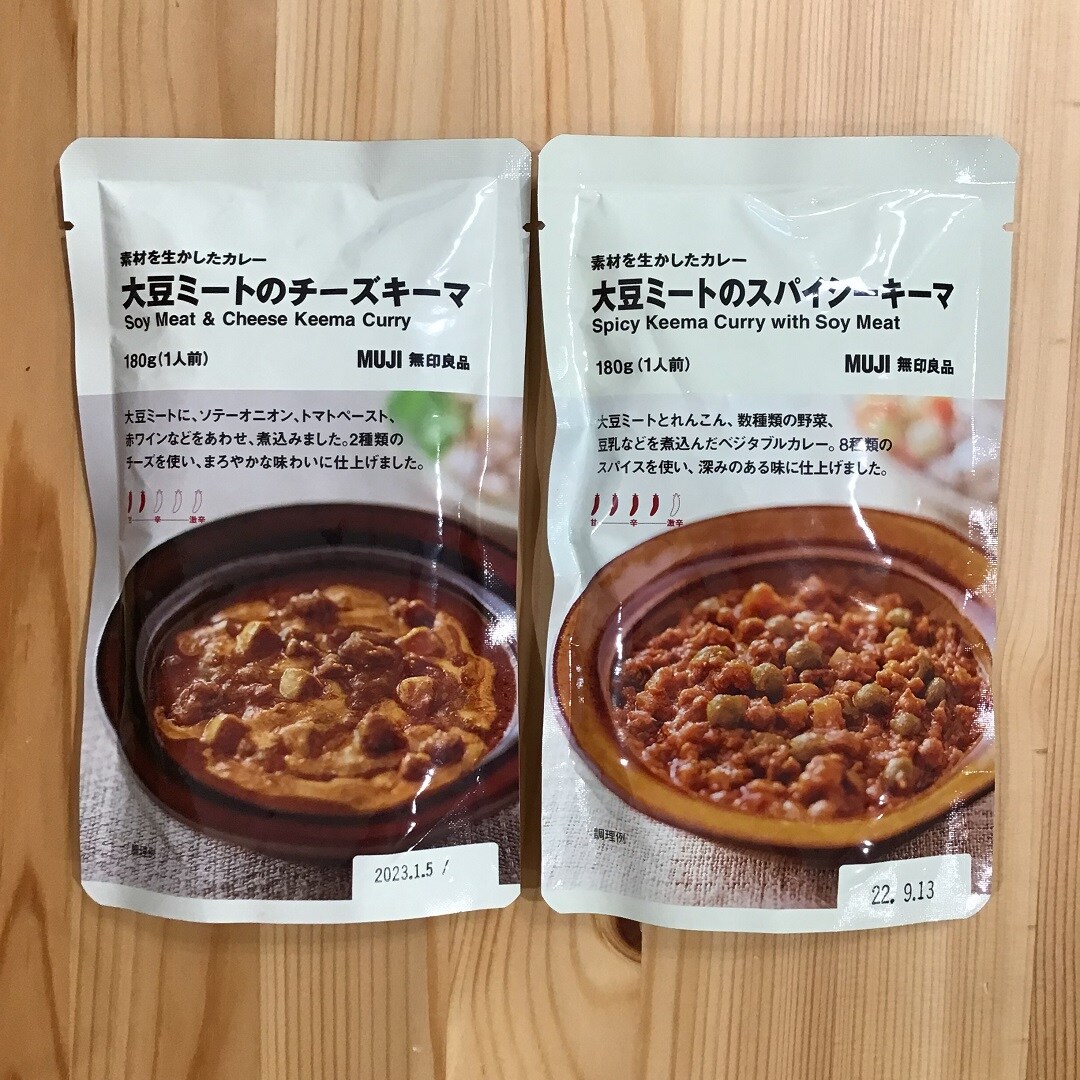 素材を生かしたカレー
大豆ミートのチーズキーマ
Soy Meat & Cheese Keema Curry
180g(1人前)
MUJI 無印良品
大豆ミートに、ソテーオニオン、トマトペースト、
赤ワインなどをあわせ、煮込みました。2種類の
チーズを使い、まろやかな味わいに仕上げました。
甘 辛 激辛
調理例
2023.1.5 /
素材を生かしたカレー
大豆ミートのスパイシーキーマ
Spicy Keema Curry with Soy Meat
180g(1人前)
MUJI 無印良品
大豆ミートとれんこん、数種類の野菜、
豆乳などを煮込んだベジタブルカレー。8種類の
スパイスを使い、深みのある味に仕上げました。
甘 辛 激辛
調理例
22. 9.13